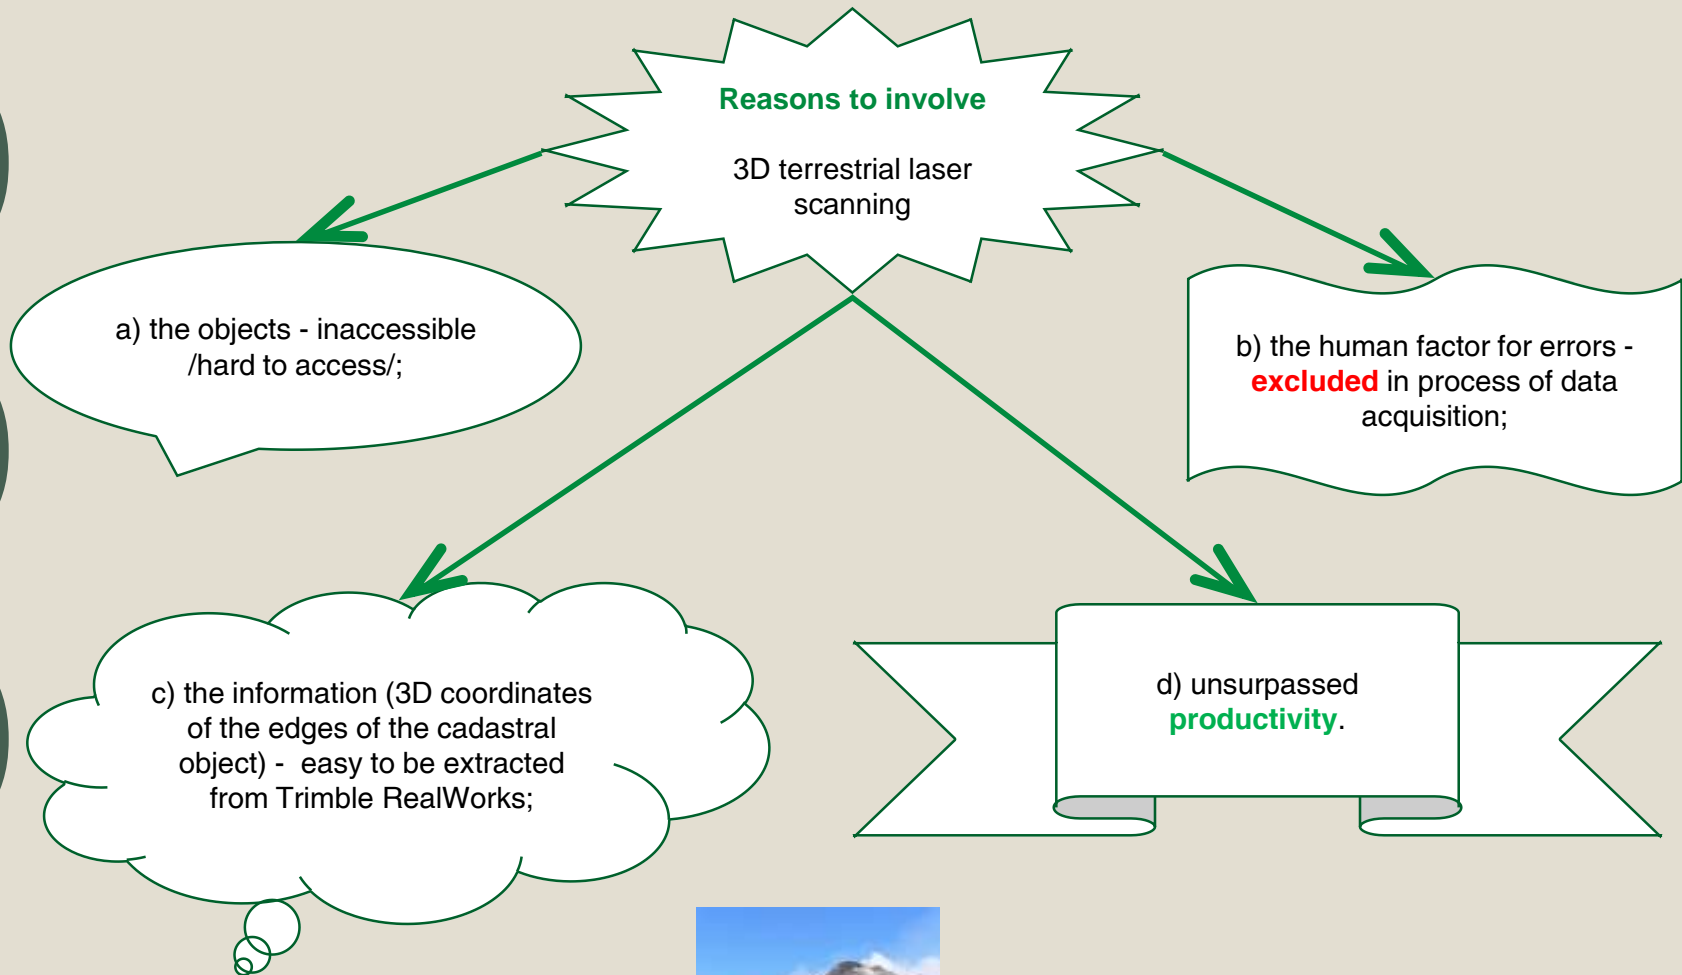 Reasons to involve
3D terrestrial laser
scanning
a) the objects - inaccessible
/hard to access/;
b) the human factor for errors -
excluded in process of data
acquisition;
c) the information (3D coordinates
of the edges of the cadastral
object) -  easy to be extracted
from Trimble RealWorks;
d) unsurpassed
productivity.